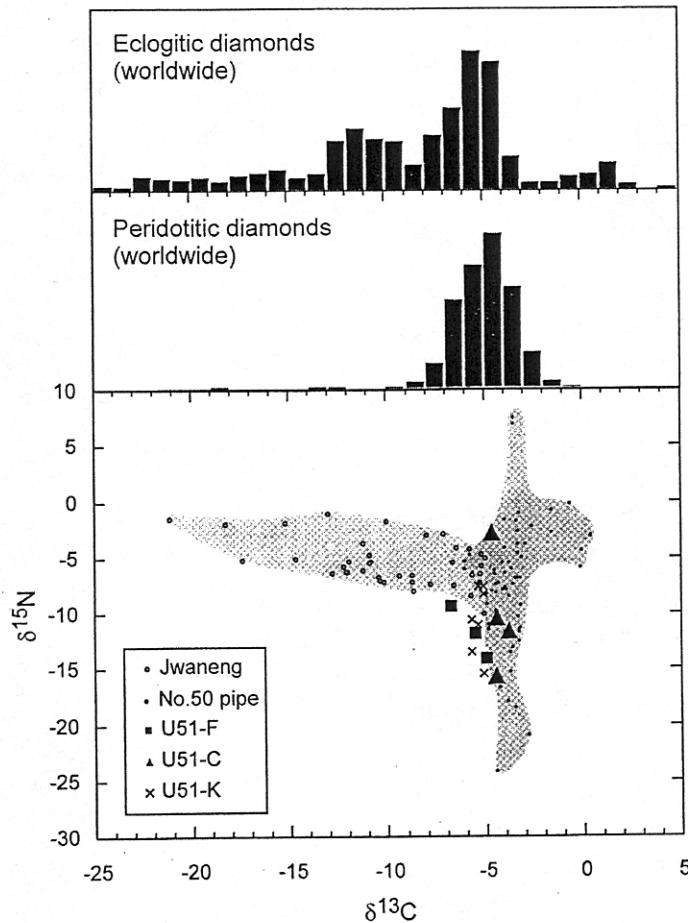 Eclogitic diamonds
(worldwide)
Peridotitic diamonds
(worldwide)
10
5
0
-5
-10
-15
-20
-25
-30
δ15N
Jwaneng
No.50 pipe
U51-F
U51-C
U51-K
-25
-20
-15
-10
-5
0
5
δ13C